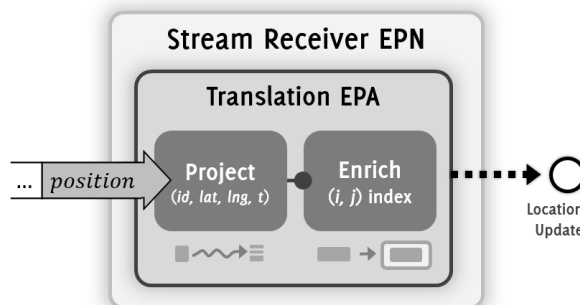 Stream Receiver EPN
Translation EPA
... position
Project
(id, lat, lng, t)
Enrich
(i, j) index
Location
Update